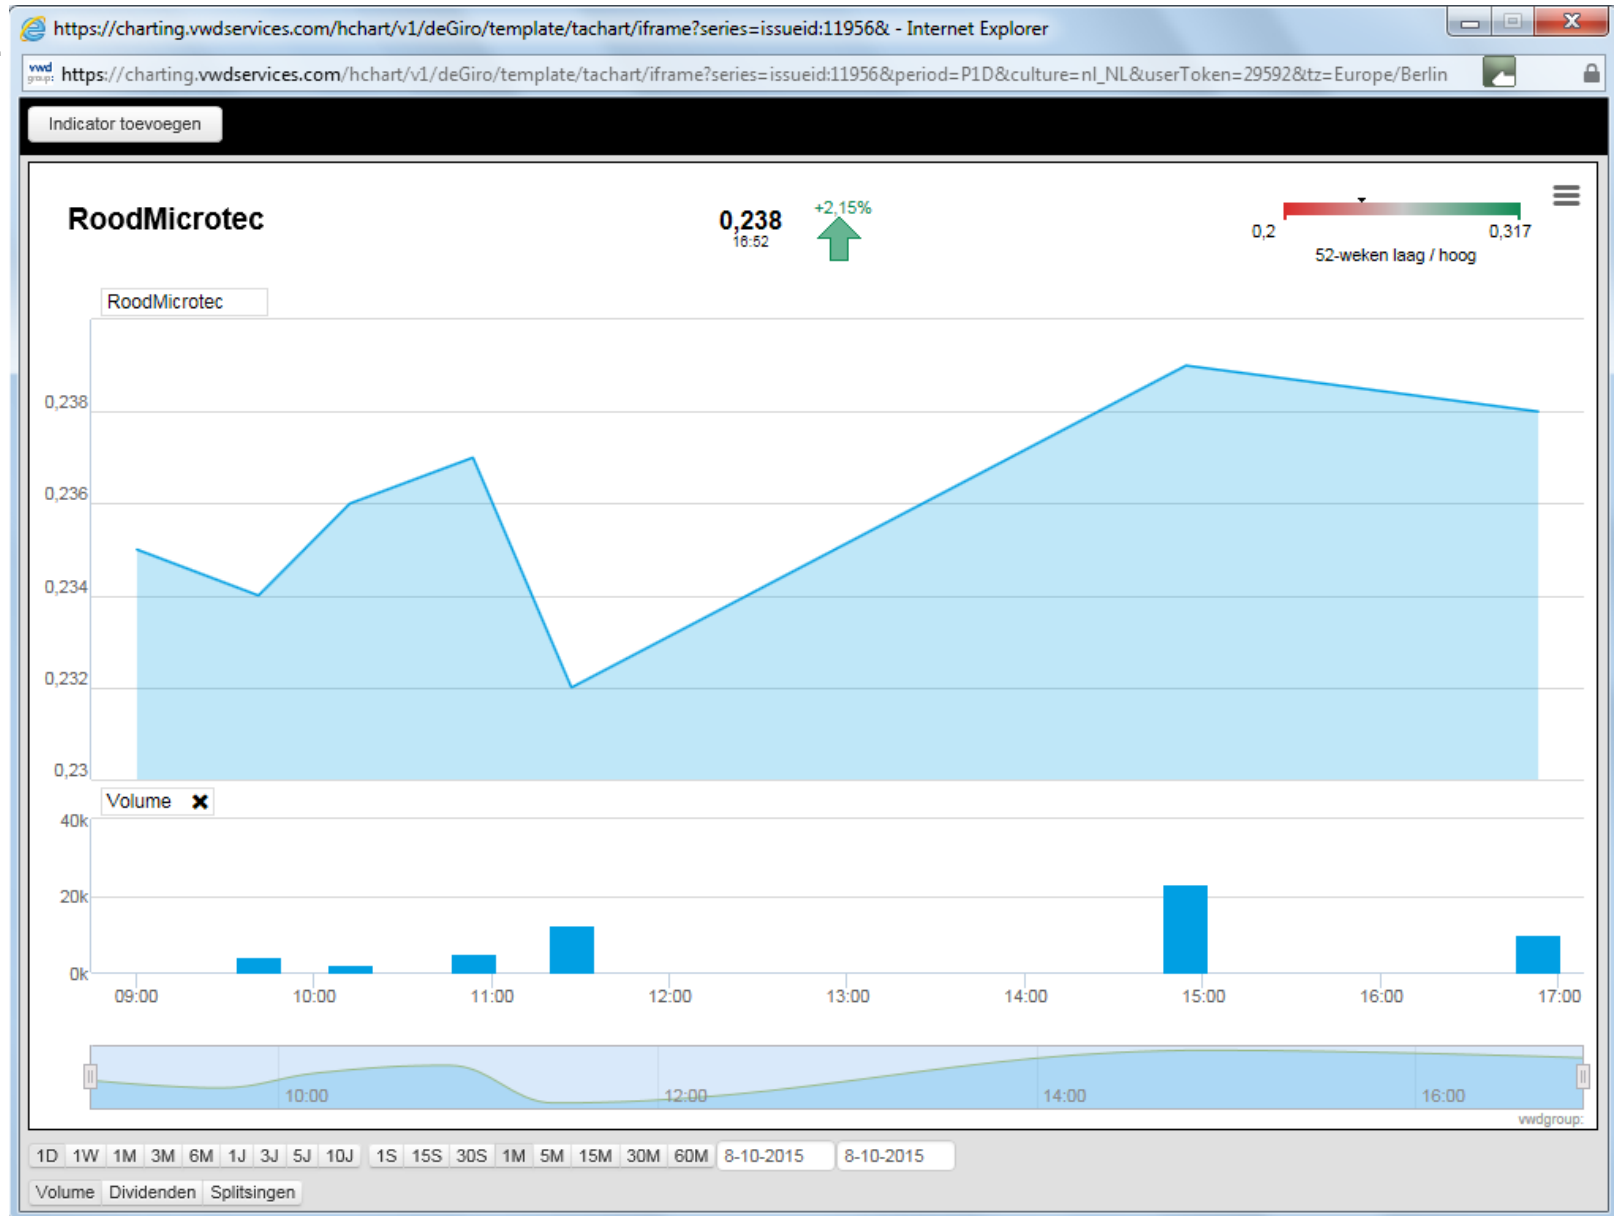 https://charting.vwdservices.com/hchart/v1/deGiro/template/tachart/iframe?series=issueid:11956& - Internet Explorer
vwd group: https://charting.vwdservices.com/hchart/v1/deGiro/template/tachart/iframe?series=issueid:11956&period=P1D&culture=nl_NL&userToken=29592&tz=Europe/Berlin
Indicator toevoegen
RoodMicrotec
0,238
16:52
+2,15%
0,2
0,317
52-weken laag / hoog
RoodMicrotec
0,238
0,236
0,234
0,232
0,23
Volume
40k
20k
0k
09:00 10:00 11:00 12:00 13:00 14:00 15:00 16:00 17:00
10:00 12:00 14:00 16:00
vwdgroup:
1D 1W 1M 3M 6M 1J 3J 5J 10J 1S 15S 30S 1M 5M 15M 30M 60M 8-10-2015 8-10-2015
Volume Dividenden Splitsingen